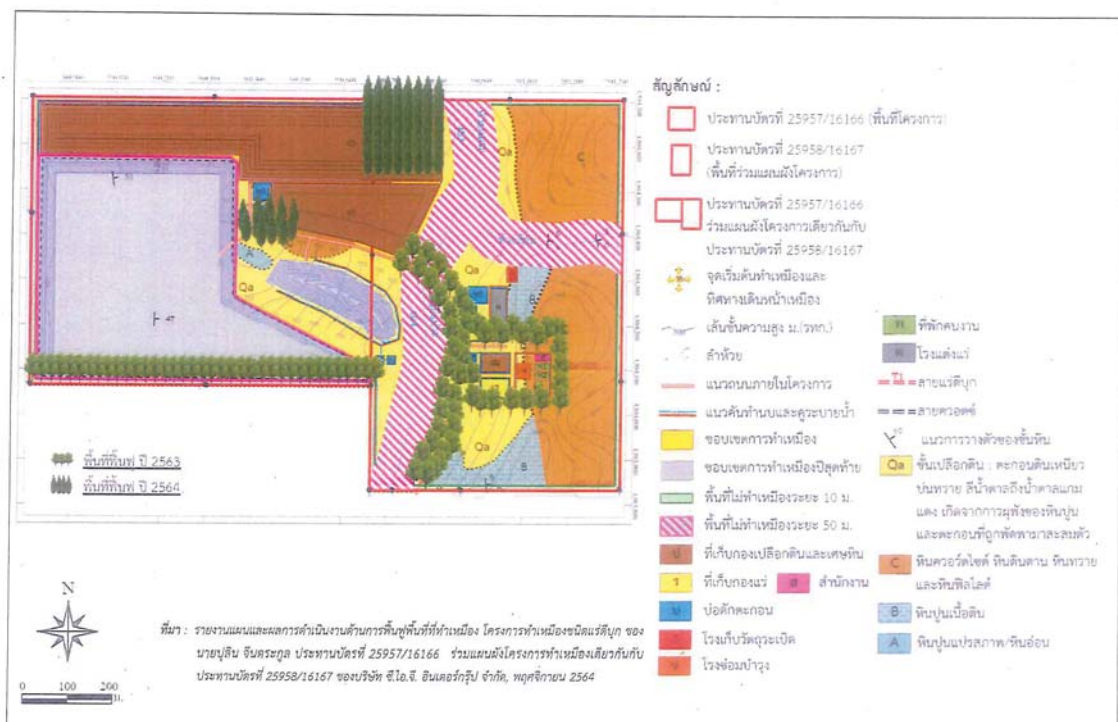 สัญลักษณ์ :
ประทานบัตรที่ 25957/16166 (พื้นที่โครงการ)
ประทานบัตรที่ 25958/16167
(พื้นที่ร่วมแผนผังโครงการ)
ประทานบัตรที่ 25957/16166
ร่วมแผนผังโครงการเดียวกันกับ
ประทานบัตรที่ 25958/16167
จุดเริ่มต้นทำเหมืองและ
ทิศทางเดินหน้าเหมือง
เส้นชั้นความสูง ม.(รทก.)
ลำห้วย
แนวถนนภายในโครงการ
แนวคันทำนบและคูระบายน้ำ
ขอบเขตการทำเหมือง
ขอบเขตการทำเหมืองปีสุดท้าย
พื้นที่ไม่ทำเหมืองระยะ 10 ม.
พื้นที่ไม่ทำเหมืองระยะ 50 ม.
ที่เก็บกองเปลือกดินและเศษหิน
ที่เก็บกองแร่
สำนักงาน
บ่อดักตะกอน
โรงเก็บวัตถุระเบิด
โรงซ่อมบำรุง
ที่พักคนงาน
โรงแต่งแร่
T1 สายแร่ดีบุก
สายควอตซ์
แนวการวางตัวของชั้นหิน
Qa ชั้นเปลือกดิน : ตะกอนดินเหนียว
ปนทราย สีน้ำตาลถึงน้ำตาลแกม
แดง เกิดจากการผุพังของหินปูน
และตะกอนที่ถูกพัดพามาสะสมตัว
C หินควอร์ตไซต์ หินดินดาน หินทราย
และหินฟิลไลต์
B หินปูนเนื้อดิน
A หินปูนแปรสภาพ/หินอ่อน
Qa
C
A
Qa
Qa
B
B
Qa
B
47
พื้นที่ฟื้นฟู ปี 2563
พื้นที่ฟื้นฟู ปี 2564
N
0 100 200
ม.
ที่มา : รายงานแผนและผลการดำเนินงานด้านการฟื้นฟูพื้นที่ที่ทำเหมือง โครงการทำเหมืองชนิดแร่ดีบุก ของ
นายปุลิน จินตระกูล ประทานบัตรที่ 25957/16166 ร่วมแผนผังโครงการทำเหมืองเดียวกันกับ
ประทานบัตรที่ 25958/16167 ของบริษัท ซี.ไอ.จี. อินเตอร์กรุ๊ป จำกัด, พฤศจิกายน 2564